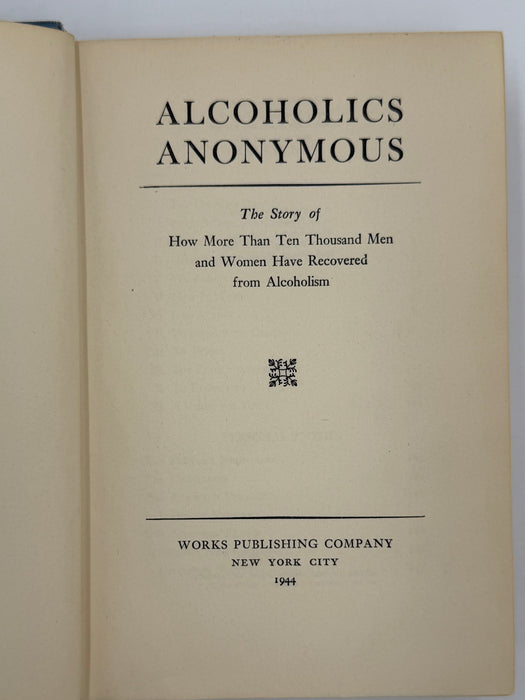 ALCOHOLICS
ANONYMOUS
The Story of
How More Than Ten Thousand Men
and Women Have Recovered
from Alcoholism
WORKS PUBLISHING COMPANY
NEW YORK CITY
1944